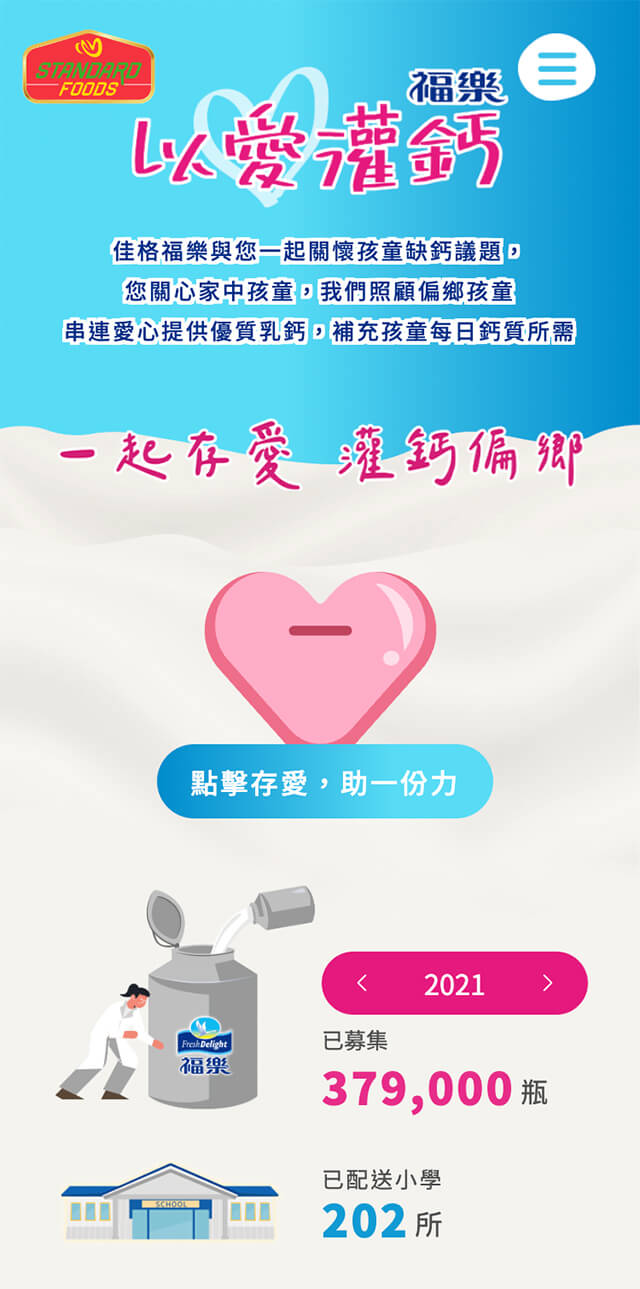 STANDARD
FOODS
福樂
以愛灌鈣
佳格福樂與您一起關懷孩童缺鈣議題，
您關心家中孩童，我們照顧偏鄉孩童
串連愛心提供優質乳鈣，補充孩童每日鈣質所需
一起存愛 灌鈣偏鄉
點擊存愛，助一份力
Fresh Delight
福樂
2021
已募集
379,000 瓶
SCHOOL
已配送小學
202 所